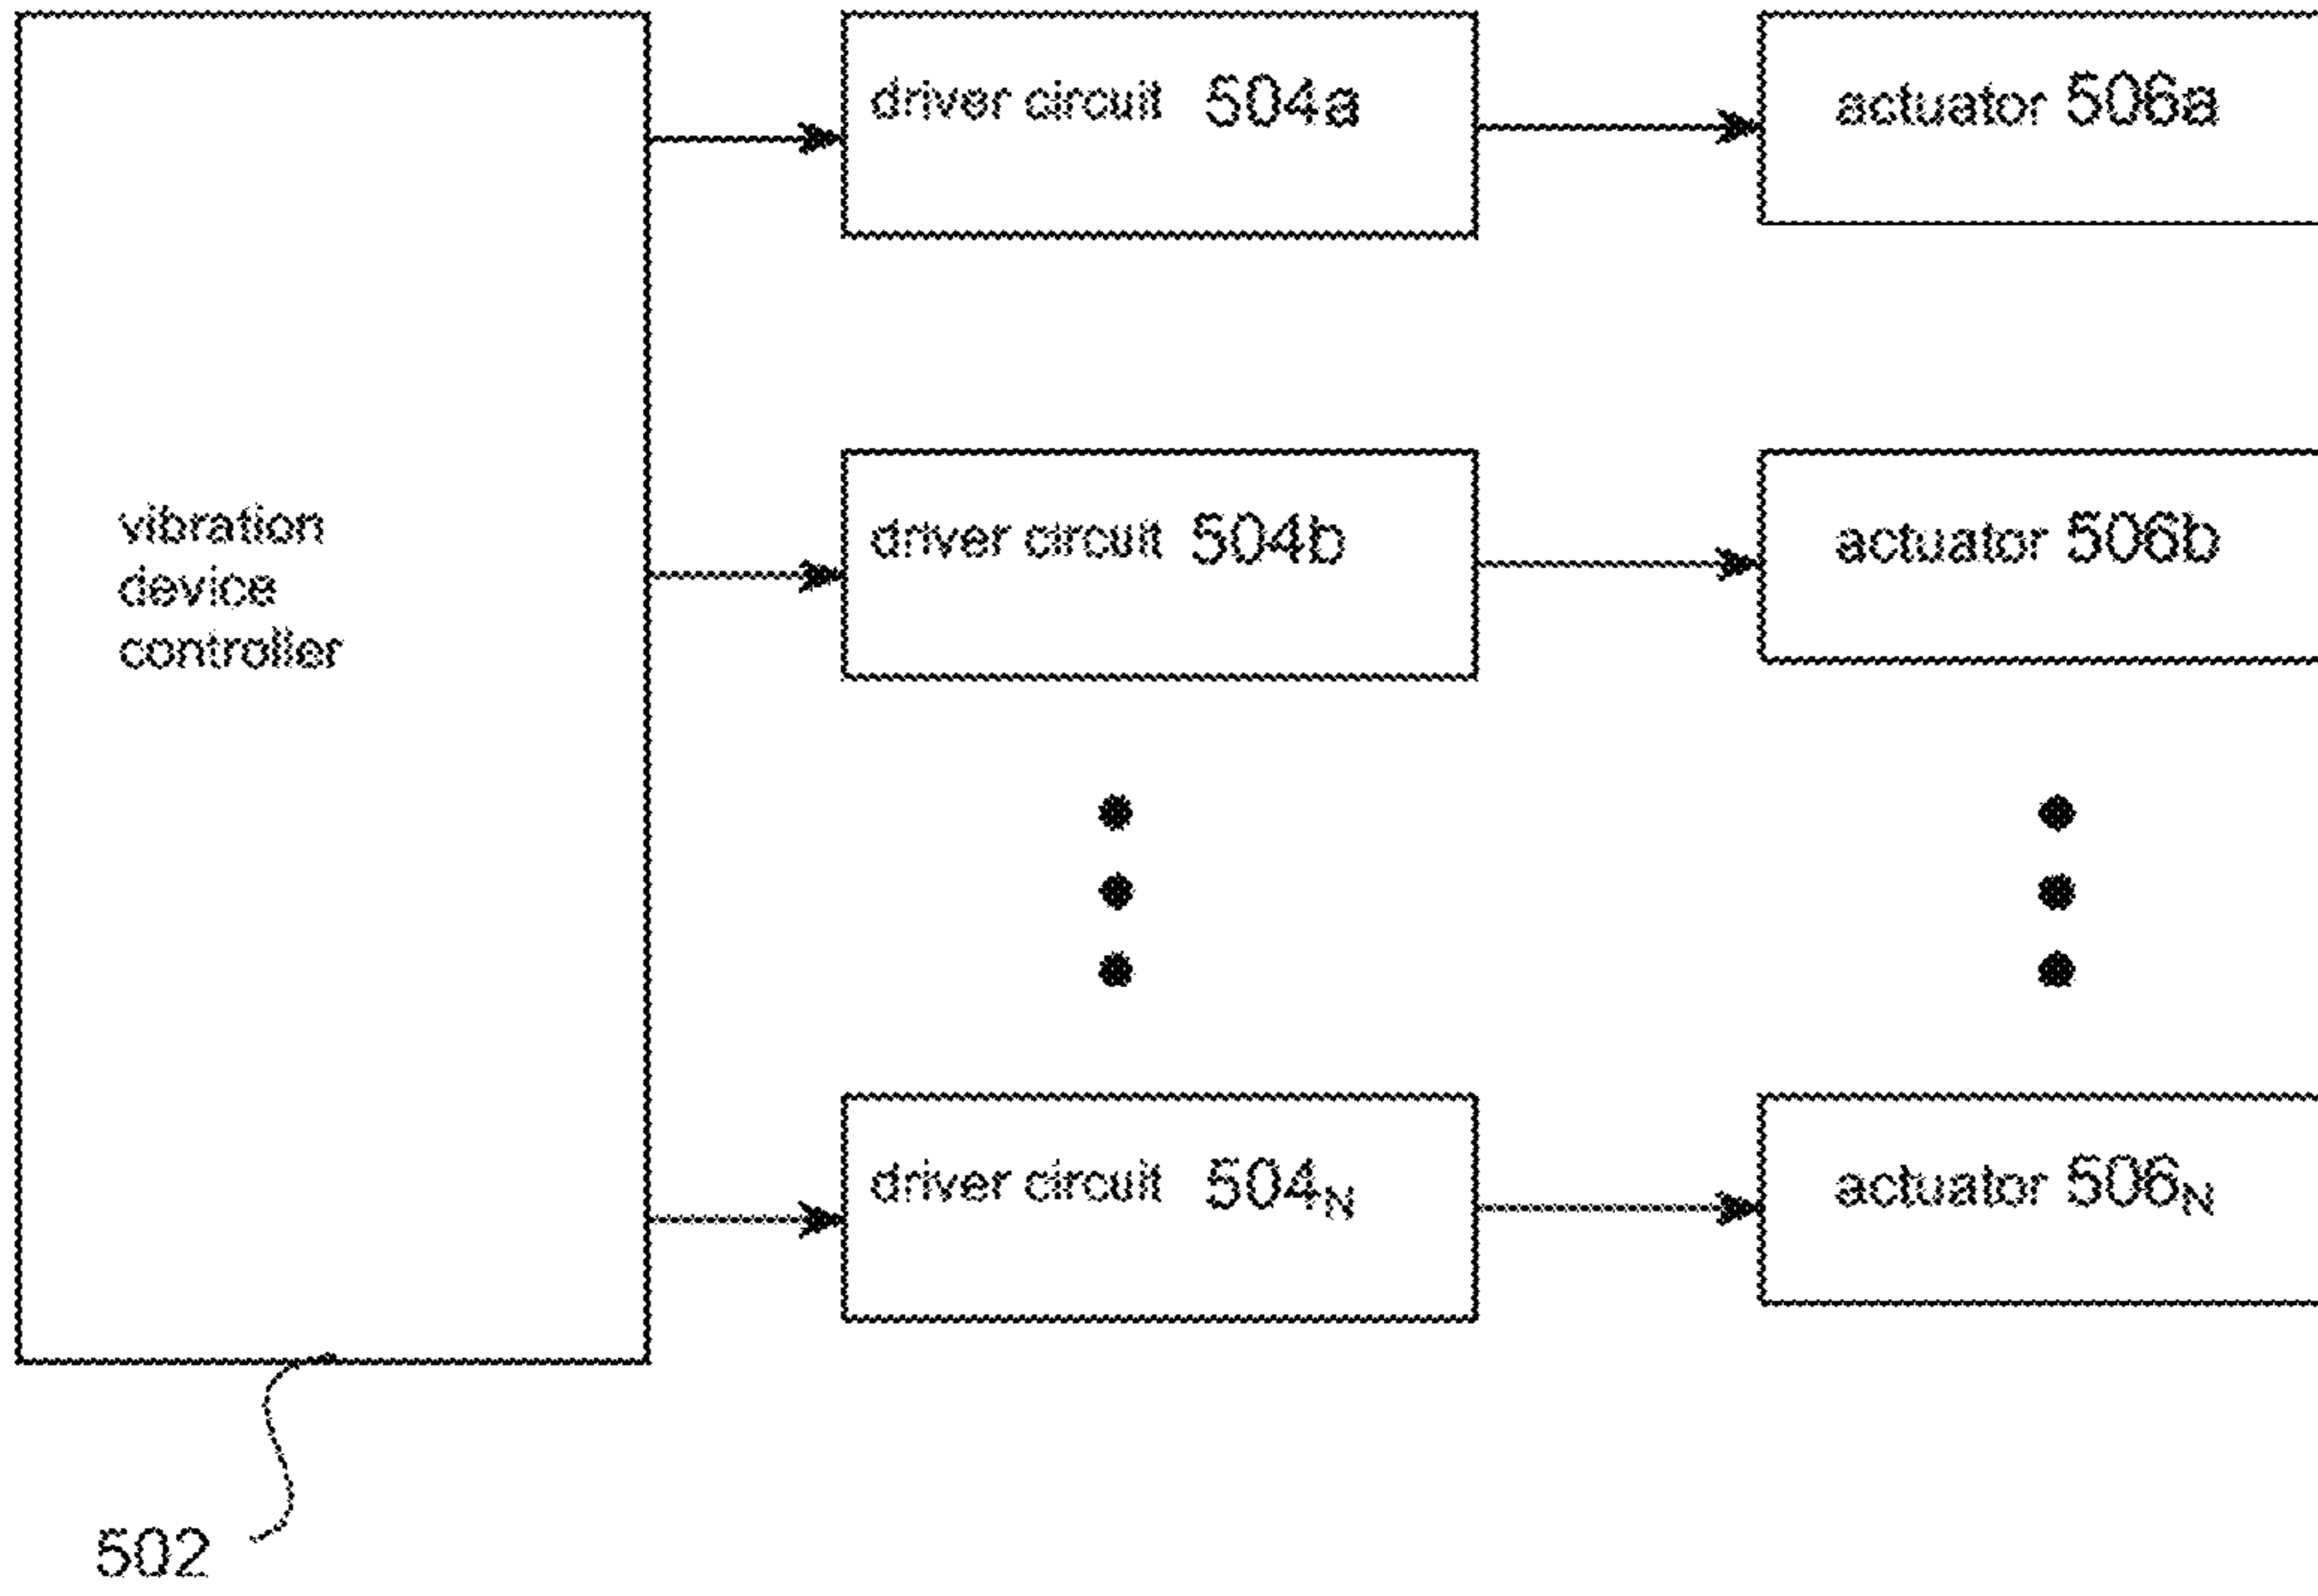 driver circuit 504a
actuator 506a
vibration
device
controller
driver circuit 504b
actuator 506b
driver circuit 504N
actuator 506N
502